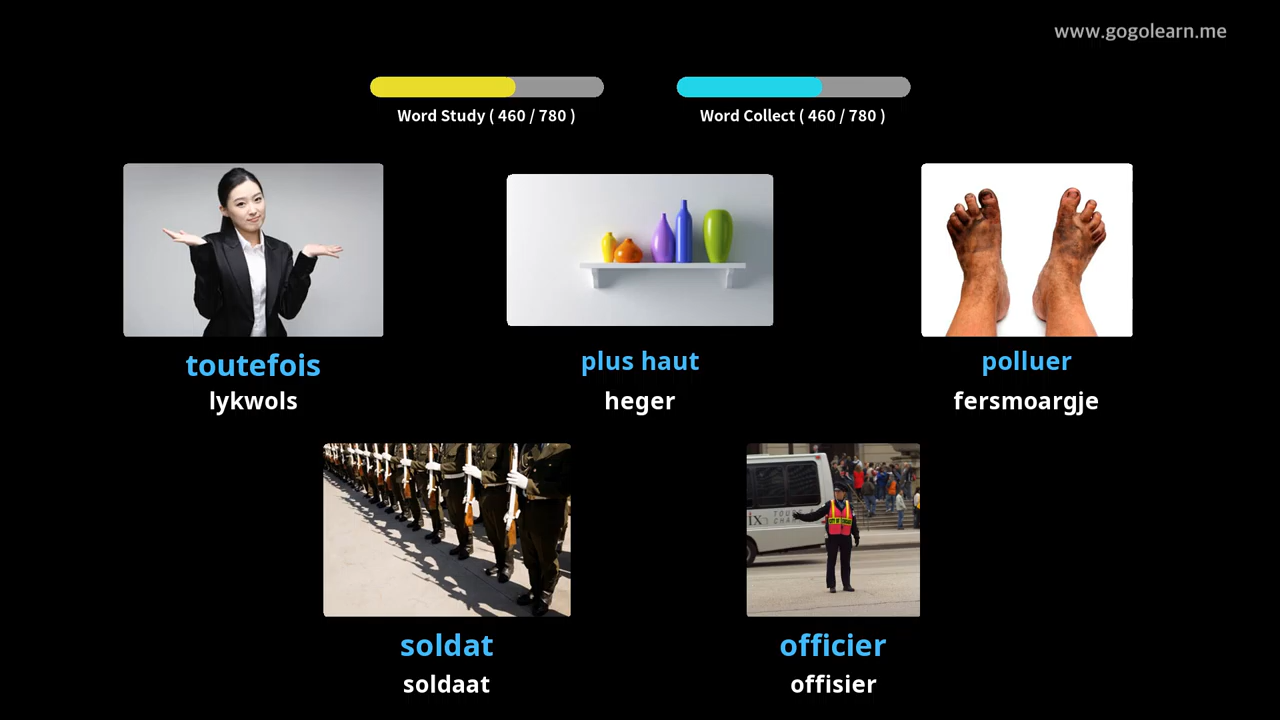 www.gogolearn.me
Word Study ( 460 / 780 )
Word Collect ( 460 / 780 )
toutefois
lykwols
plus haut
heger
polluer
fersmoargje
soldat
soldaat
officier
offisier